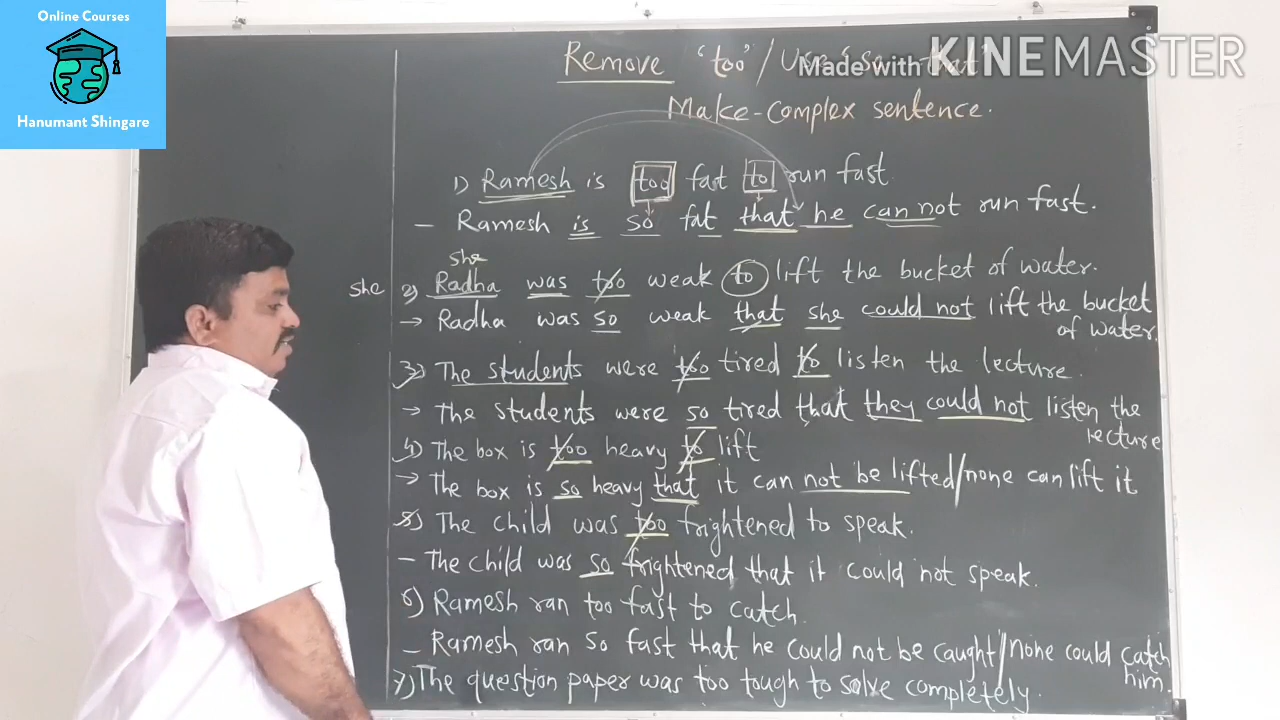 Online Courses
Hanumant Shingare
Made with KINEMASTER
Remove 'too' / Use 'so - that'
Make - Complex sentence.
1) Ramesh is too fat to run fast.
- Ramesh is so fat that he can not run fast.
she
she 2) Radha was too weak to lift the bucket of water.
→ Radha was so weak that she could not lift the bucket
of water.
3) The students were too tired to listen the lecture.
→ The students were so tired that they could not listen the
lecture
4) The box is too heavy to lift
→ The box is so heavy that it can not be lifted/none can lift it
5) The child was too frightened to speak.
- The child was so frightened that it could not speak.
6) Ramesh ran too fast to catch.
- Ramesh ran so fast that he could not be caught/none could catch
him.
7) The question paper was too tough to solve completely.